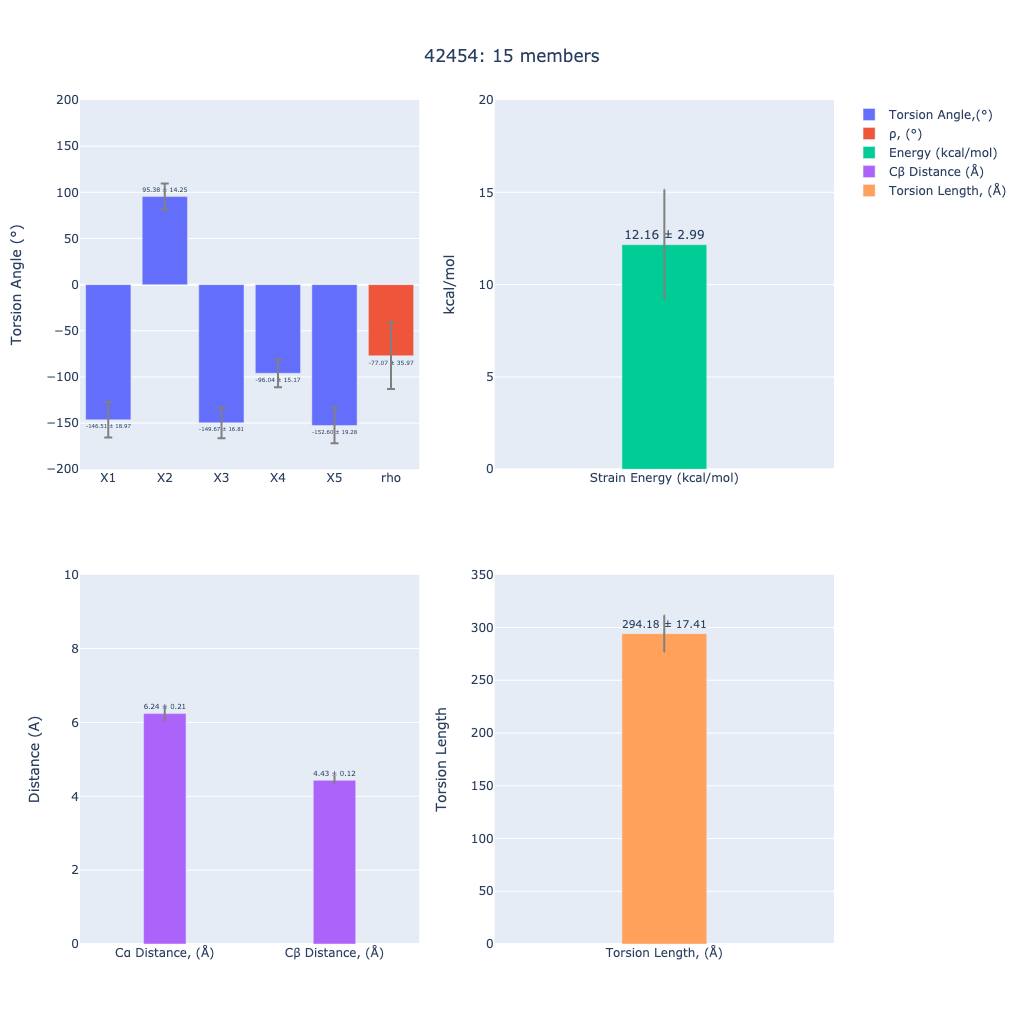 42454: 15 members
Torsion Angle (°)
200
150
100
50
0
−50
−100
−150
−200
95.38 ± 14.25
-146.51 ± 18.97
-149.67 ± 16.81
-96.04 ± 15.17
-152.60 ± 19.28
-77.07 ± 35.97
X1 X2 X3 X4 X5 rho
kcal/mol
20
15
10
5
0
12.16 ± 2.99
Strain Energy (kcal/mol)
Torsion Angle,(°)
ρ, (°)
Energy (kcal/mol)
Cβ Distance (Å)
Torsion Length, (Å)
Distance (A)
10
8
6
4
2
0
6.24 ± 0.21
4.43 ± 0.12
Cα Distance, (Å) Cβ Distance, (Å)
Torsion Length
350
300
250
200
150
100
50
0
294.18 ± 17.41
Torsion Length, (Å)